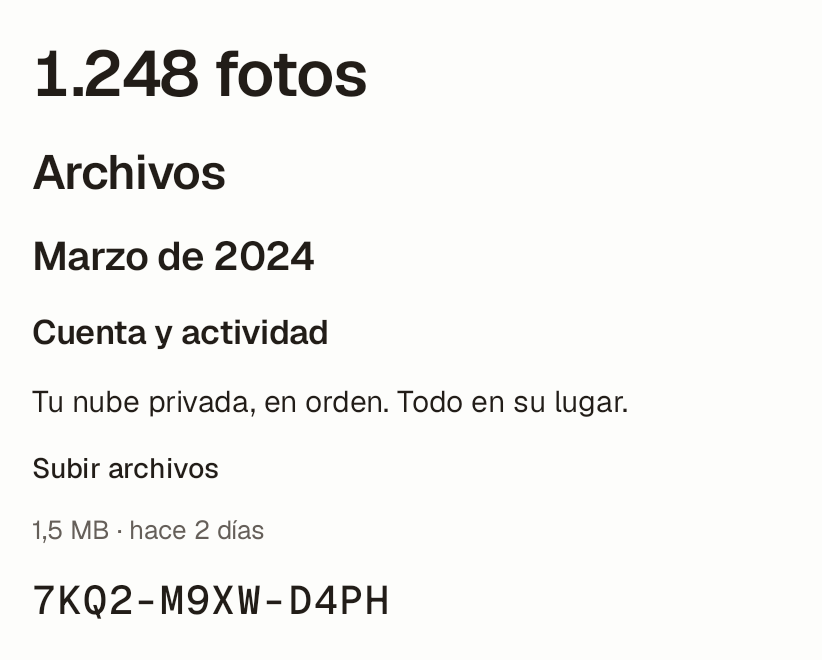 1.248 fotos
Archivos
Marzo de 2024
Cuenta y actividad
Tu nube privada, en orden. Todo en su lugar.
Subir archivos
1,5 MB · hace 2 días
7KQ2-M9XW-D4PH